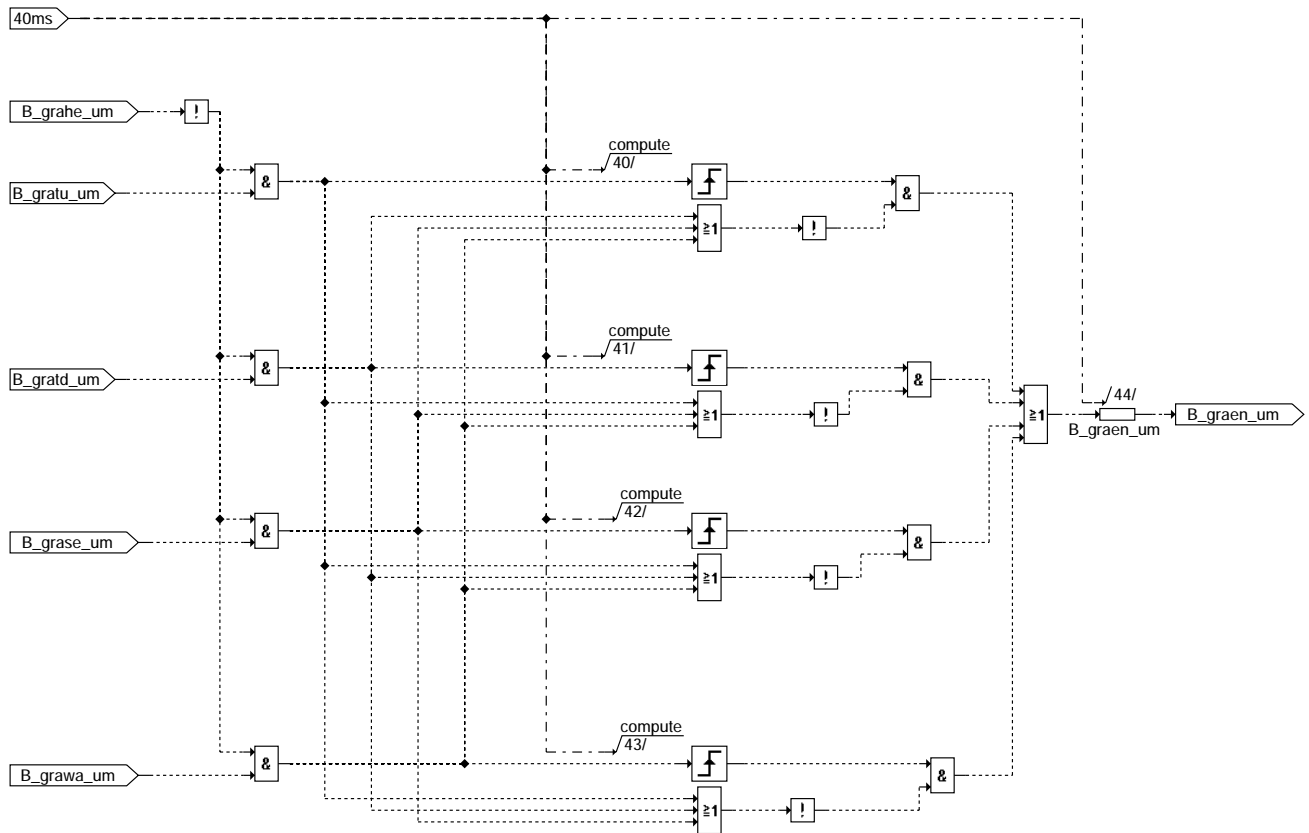 40ms
B_grahe_um
!
compute
40/
&
B_gratu_um
&
≧1
!
compute
41/
&
B_gratd_um
&
≧1
!
/44/
≧1
B_graen_um
B_graen_um
compute
42/
&
B_grase_um
&
≧1
!
compute
43/
&
B_grawa_um
&
≧1
!